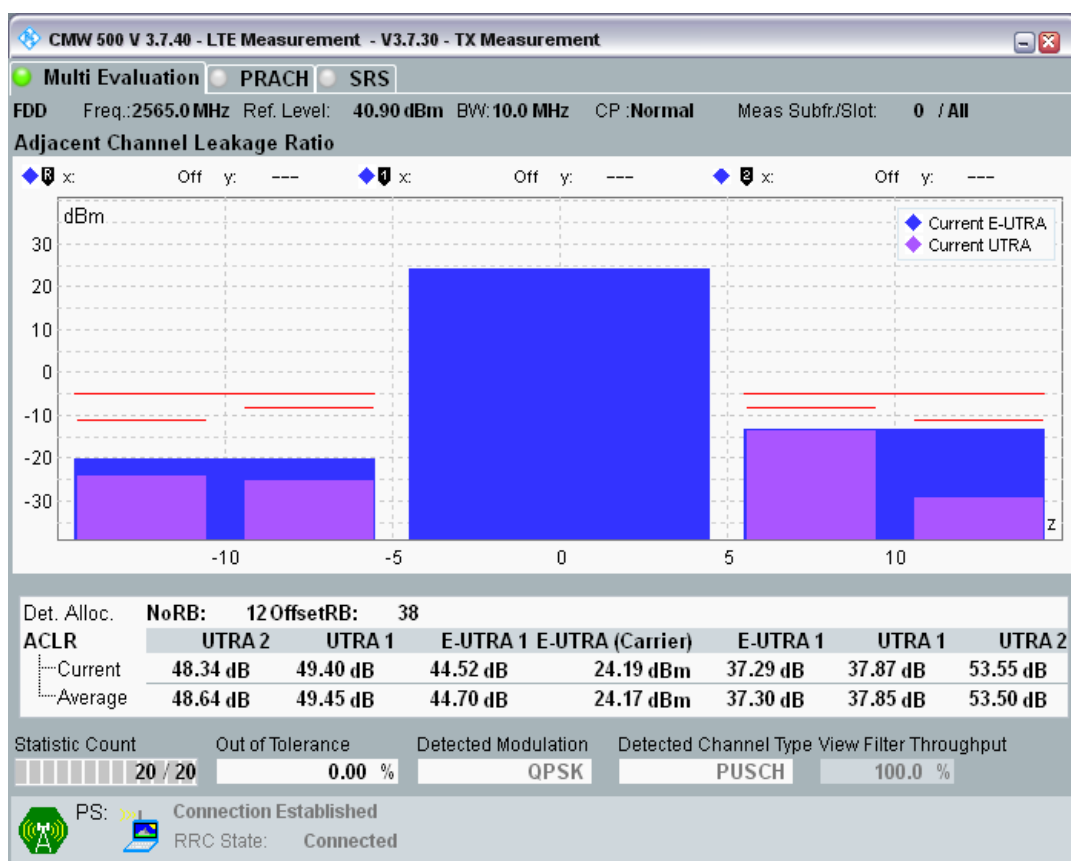 CMW 500 V 3.7.40 - LTE Measurement - V3.7.30 - TX Measurement
Multi Evaluation PRACH SRS
FDD Freq.:2565.0 MHz Ref. Level: 40.90 dBm BW:10.0 MHz CP :Normal Meas Subfr./Slot: 0 / All
Adjacent Channel Leakage Ratio
R x: Off y: --- 1 x: Off y: --- 2 x: Off y: ---
dBm
Current E-UTRA
Current UTRA
30
20
10
0
-10
-20
-30
z
-10 -5 0 5 10
Det. Alloc. NoRB: 12 OffsetRB: 38
ACLR UTRA 2 UTRA 1 E-UTRA 1 E-UTRA (Carrier) E-UTRA 1 UTRA 1 UTRA 2
Current 48.34 dB 49.40 dB 44.52 dB 24.19 dBm 37.29 dB 37.87 dB 53.55 dB
Average 48.64 dB 49.45 dB 44.70 dB 24.17 dBm 37.30 dB 37.85 dB 53.50 dB
Statistic Count Out of Tolerance Detected Modulation Detected Channel Type View Filter Throughput
20 / 20 0.00 % QPSK PUSCH 100.0 %
PS: Connection Established
RRC State: Connected